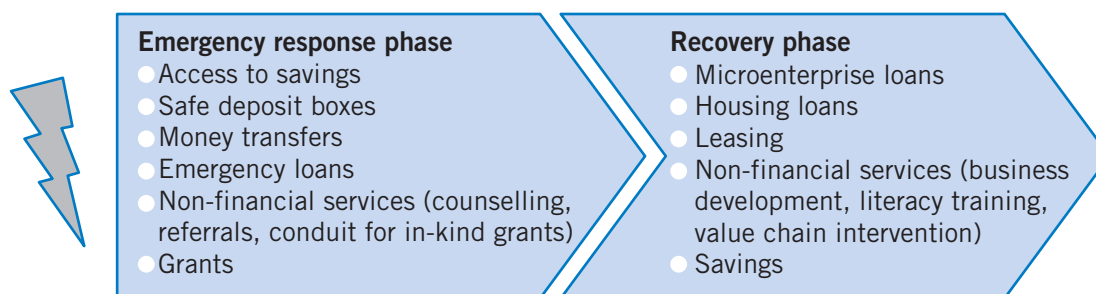 Emergency response phase
Access to savings
Safe deposit boxes
Money transfers
Emergency loans
Non-financial services (counselling,
referrals, conduit for in-kind grants)
Grants
Recovery phase
Microenterprise loans
Housing loans
Leasing
Non-financial services (business
development, literacy training,
value chain intervention)
Savings